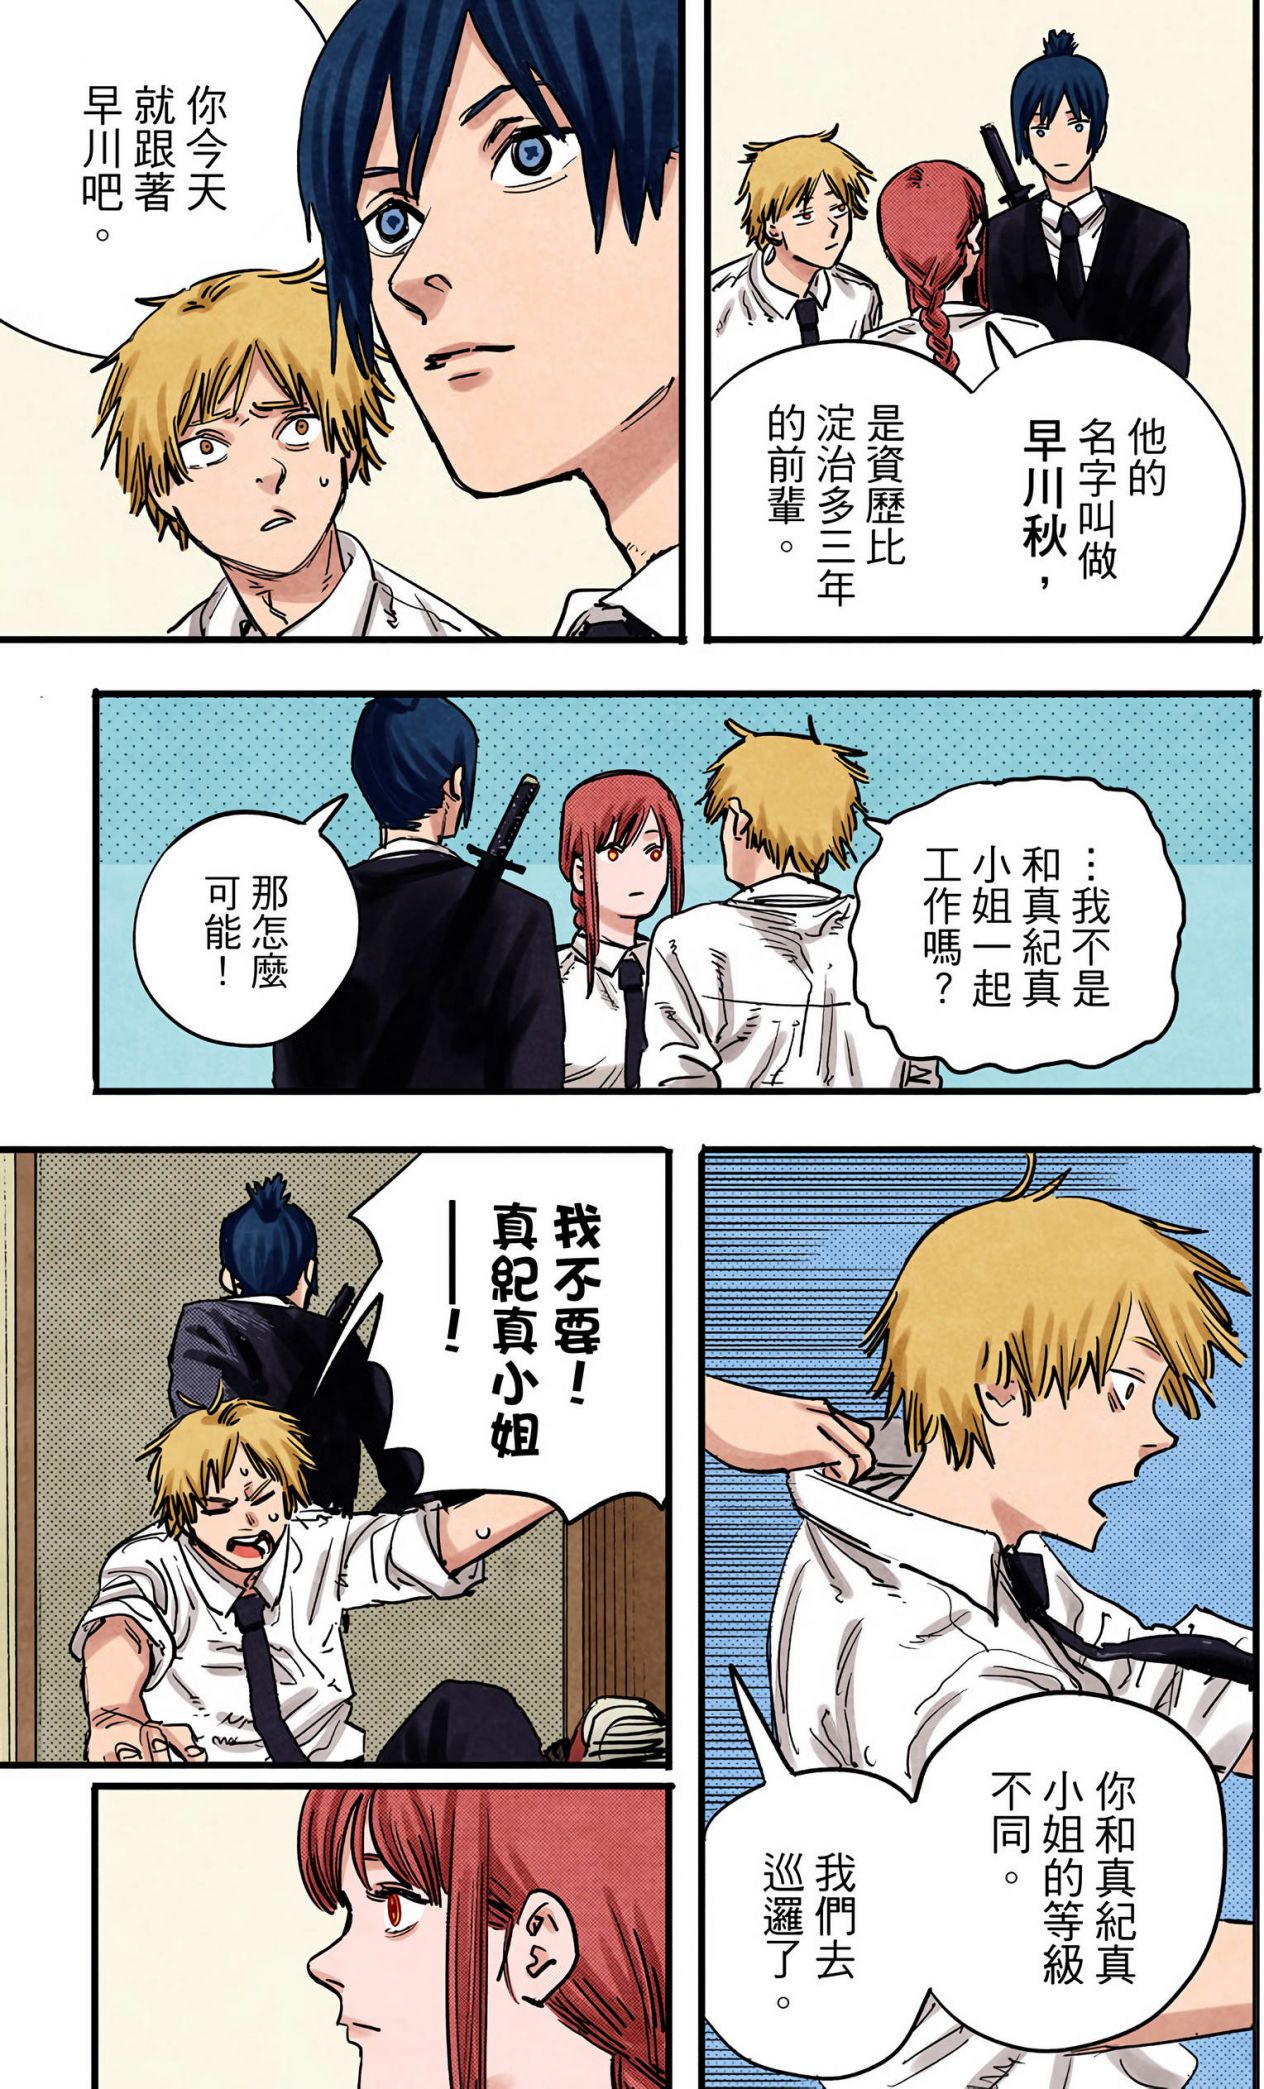 他的
名字叫做
早川秋，
是資歷比
淀治多三年
的前輩。
你今天
就跟著
早川吧。
…我不是
和真紀真
小姐一起
工作嗎？
那怎麼
可能！
你和真紀真
小姐的等級
不同。
我們去
巡邏了。
我不要！
真紀真小姐
——！